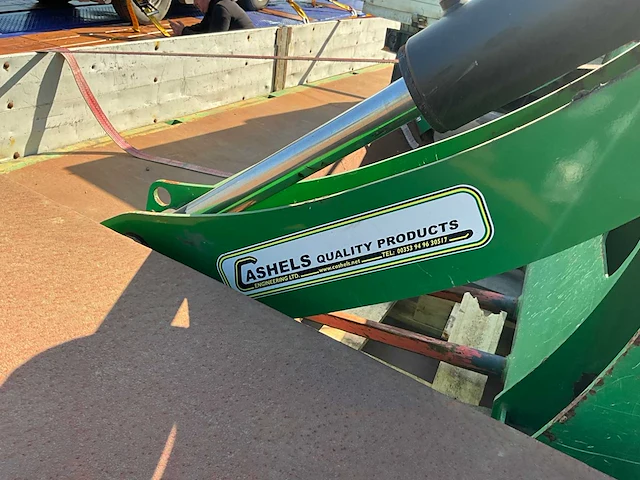 CASHELS QUALITY PRODUCTS
ENGINEERING LTD. www.cashels.net TEL: 00353 94 96 30517